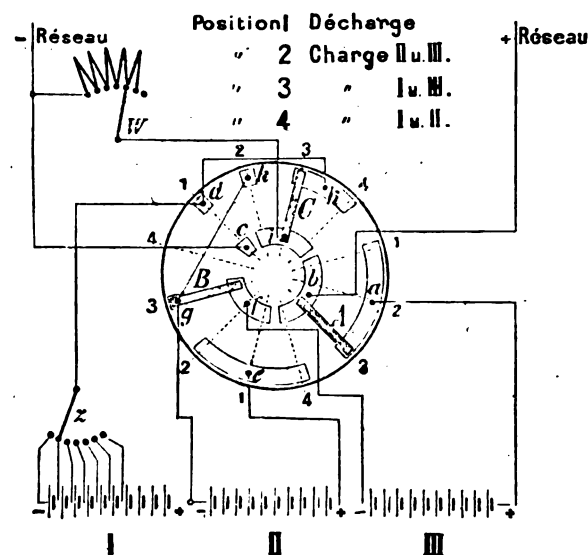 Position 1 Décharge
" 2 Charge II u. III.
" 3 " I u. III.
" 4 " I u. II.
- Réseau
+ Réseau
W
1 2 3 4
d k C h
4 c i 1
B b a
3 g f A 2
2 e 3
1 4
z
- + - + - +
I II III